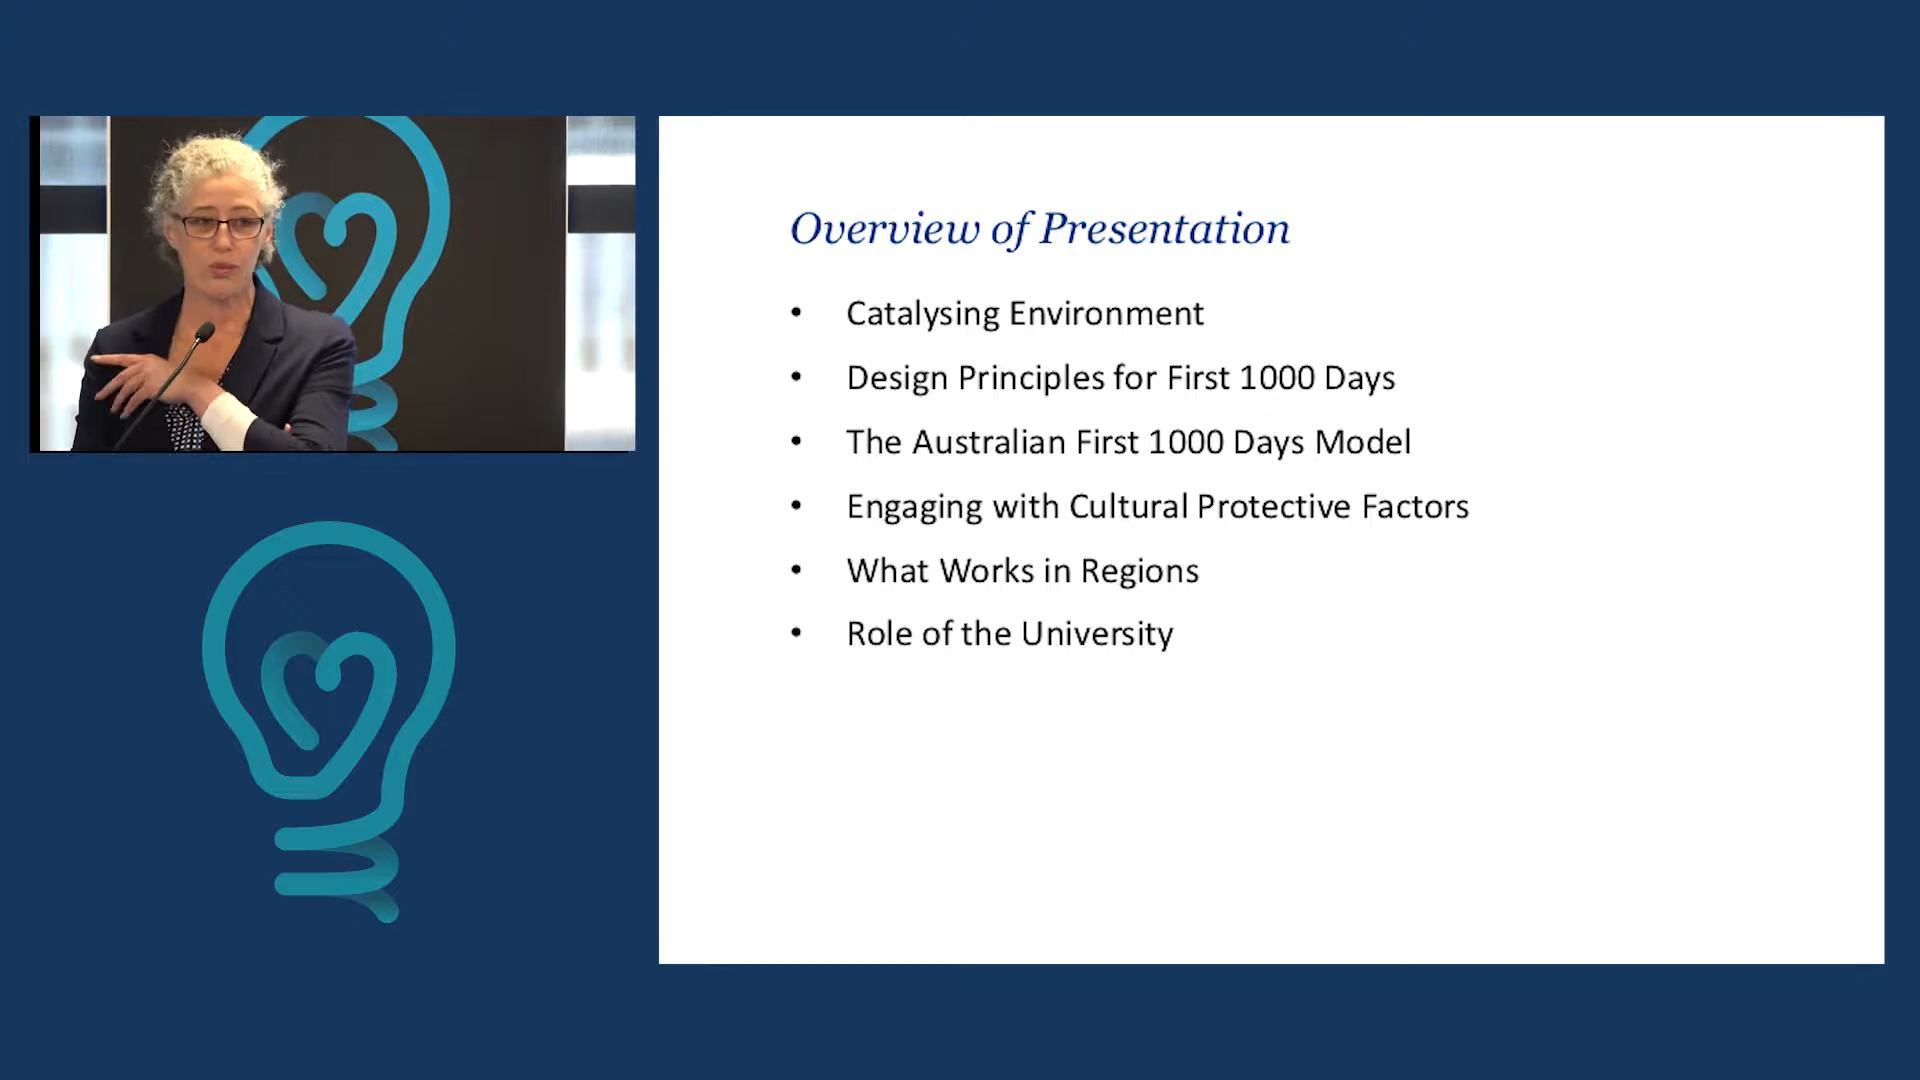 Overview of Presentation
• Catalysing Environment
• Design Principles for First 1000 Days
• The Australian First 1000 Days Model
• Engaging with Cultural Protective Factors
• What Works in Regions
• Role of the University